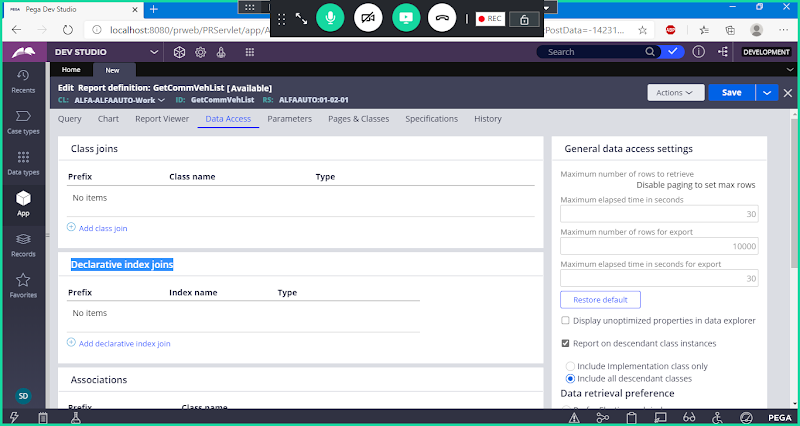 Pega Dev Studio
localhost:8080/prweb/PRServlet/app/A
PostData=-14231...
REC
DEV STUDIO
Search
DEVELOPMENT
Home
New
Recents
Case types
Data types
App
Records
Favorites
SD
Edit Report definition: GetCommVehList [Available]
CL: ALFA-ALFAAUTO-Work ID: GetCommVehList RS: ALFAAUTO:01-02-01
Actions
Save
Query Chart Report Viewer Data Access Parameters Pages & Classes Specifications History
Class joins
Prefix Class name Type
No items
Add class join
Declarative index joins
Prefix Index name Type
No items
Add declarative index join
Associations
Prefix Class name Type
General data access settings
Maximum number of rows to retrieve
Disable paging to set max rows
Maximum elapsed time in seconds
30
Maximum number of rows for export
10000
Maximum elapsed time in seconds for export
30
Restore default
Display unoptimized properties in data explorer
Report on descendant class instances
Include Implementation class only
Include all descendant classes
Data retrieval preference
PEGA